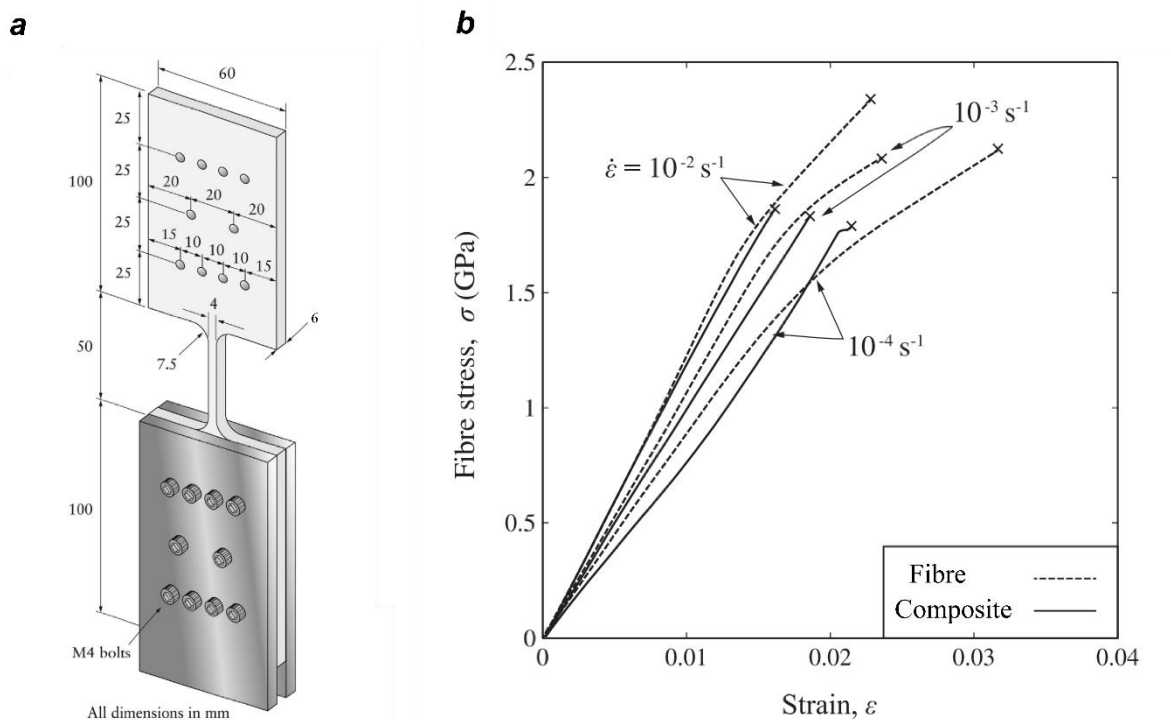 a
60
25
25
100
20
20
20
25
15
10
10
10
15
25
4
6
7.5
50
100
M4 bolts
All dimensions in mm
b
2.5
2
1.5
1
0.5
0
Fibre stress, σ (GPa)
10⁻³ s⁻¹
ε̇ = 10⁻² s⁻¹
10⁻⁴ s⁻¹
Fibre
Composite
0
0.01
0.02
0.03
0.04
Strain, ε